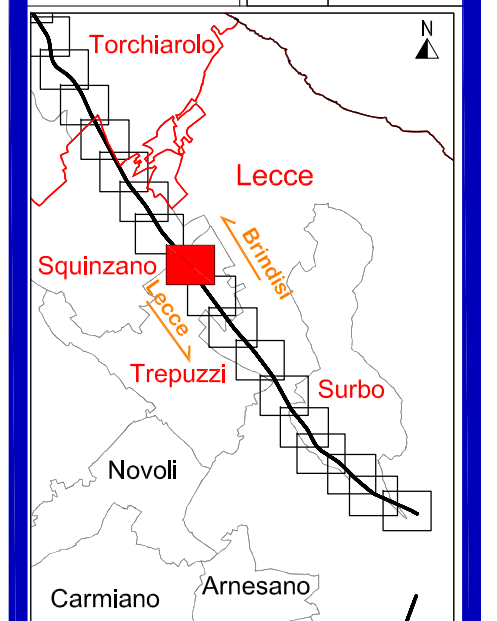 Torchiarolo
N
Lecce
Brindisi
Squinzano
Lecce
Trepuzzi
Surbo
Novoli
Arnesano
Carmiano